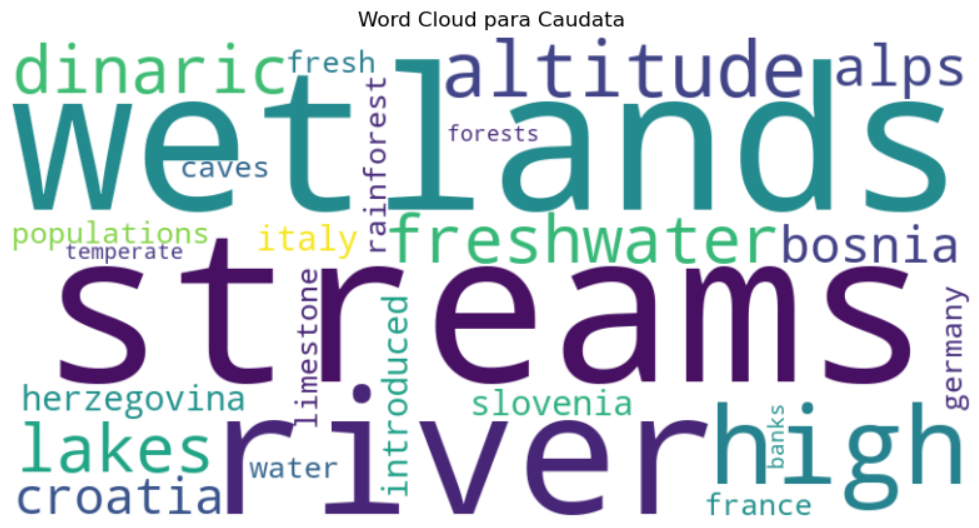 Word Cloud para Caudata
dinaric
fresh
altitude
alps
wetlands
rainforest
forests
caves
populations
temperate
italy
freshwater
bosnia
streams
limestone
introduced
germany
herzegovina
slovenia
lakes
river
high
banks
water
croatia
france